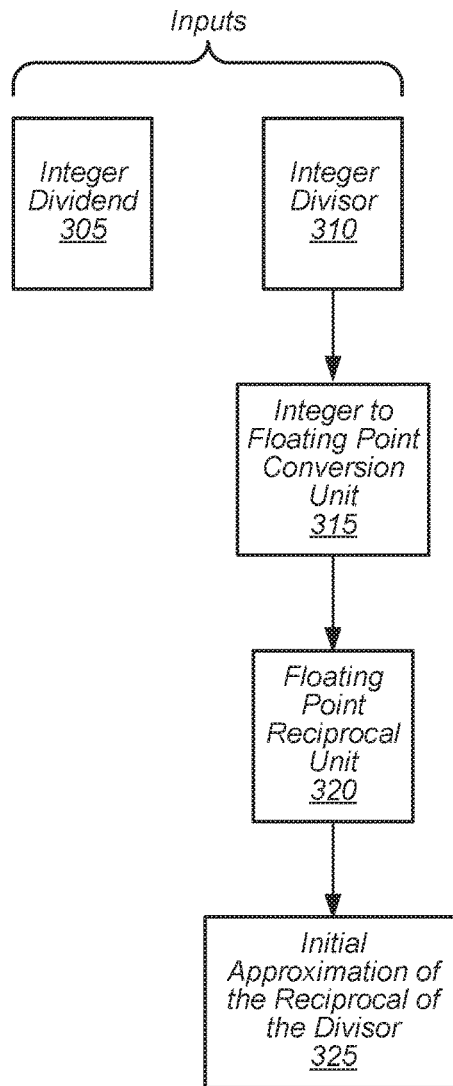 Inputs
Integer
Dividend
305
Integer
Divisor
310
Integer to
Floating Point
Conversion
Unit
315
Floating
Point
Reciprocal
Unit
320
Initial
Approximation of
the Reciprocal of
the Divisor
325